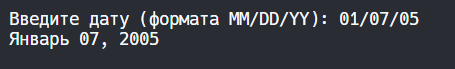 Введите дату (формата MM/DD/YY): 01/07/05
Январь 07, 2005